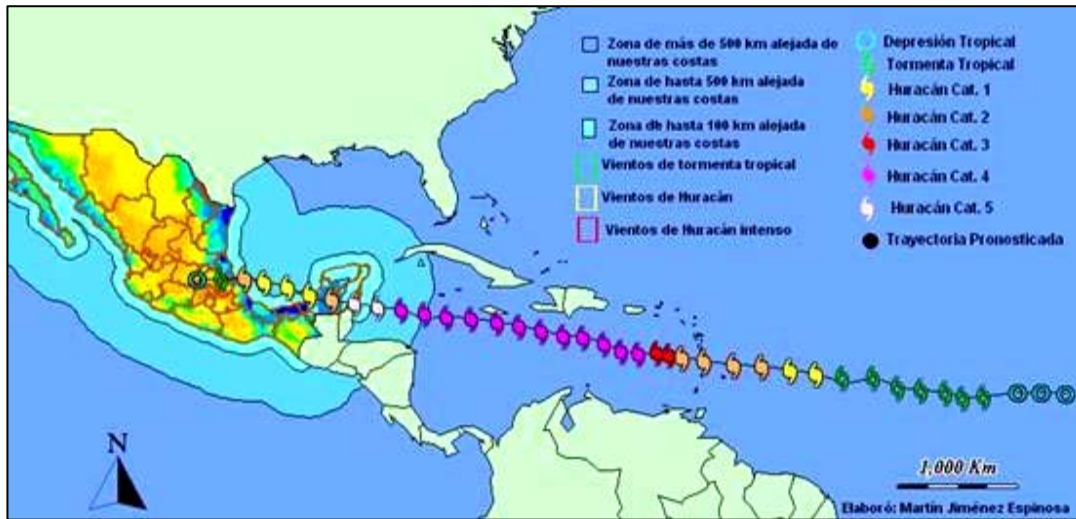 Zona de más de 500 km alejada de
nuestras costas
Zona de hasta 500 km alejada
de nuestras costas
Zona db hasta 100 km alejada
de nuestras costas
Vientos de tormenta tropical
Vientos de Huracán
Vientos de Huracán intenso
Depresión Tropical
Tormenta Tropical
Huracán Cat. 1
Huracán Cat. 2
Huracán Cat. 3
Huracán Cat. 4
Huracán Cat. 5
Trayectoria Pronosticada
N
1,000 Km
Elaboró: Martín Jiménez Espinosa